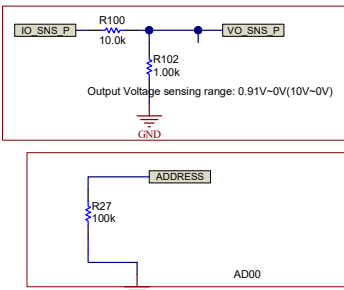 R100
IO_SNS_P
VO_SNS_P
10.0k
R102
1.00k
Output Voltage sensing range: 0.91V~0V(10V~0V)
GND
ADDRESS
R27
100k
AD00